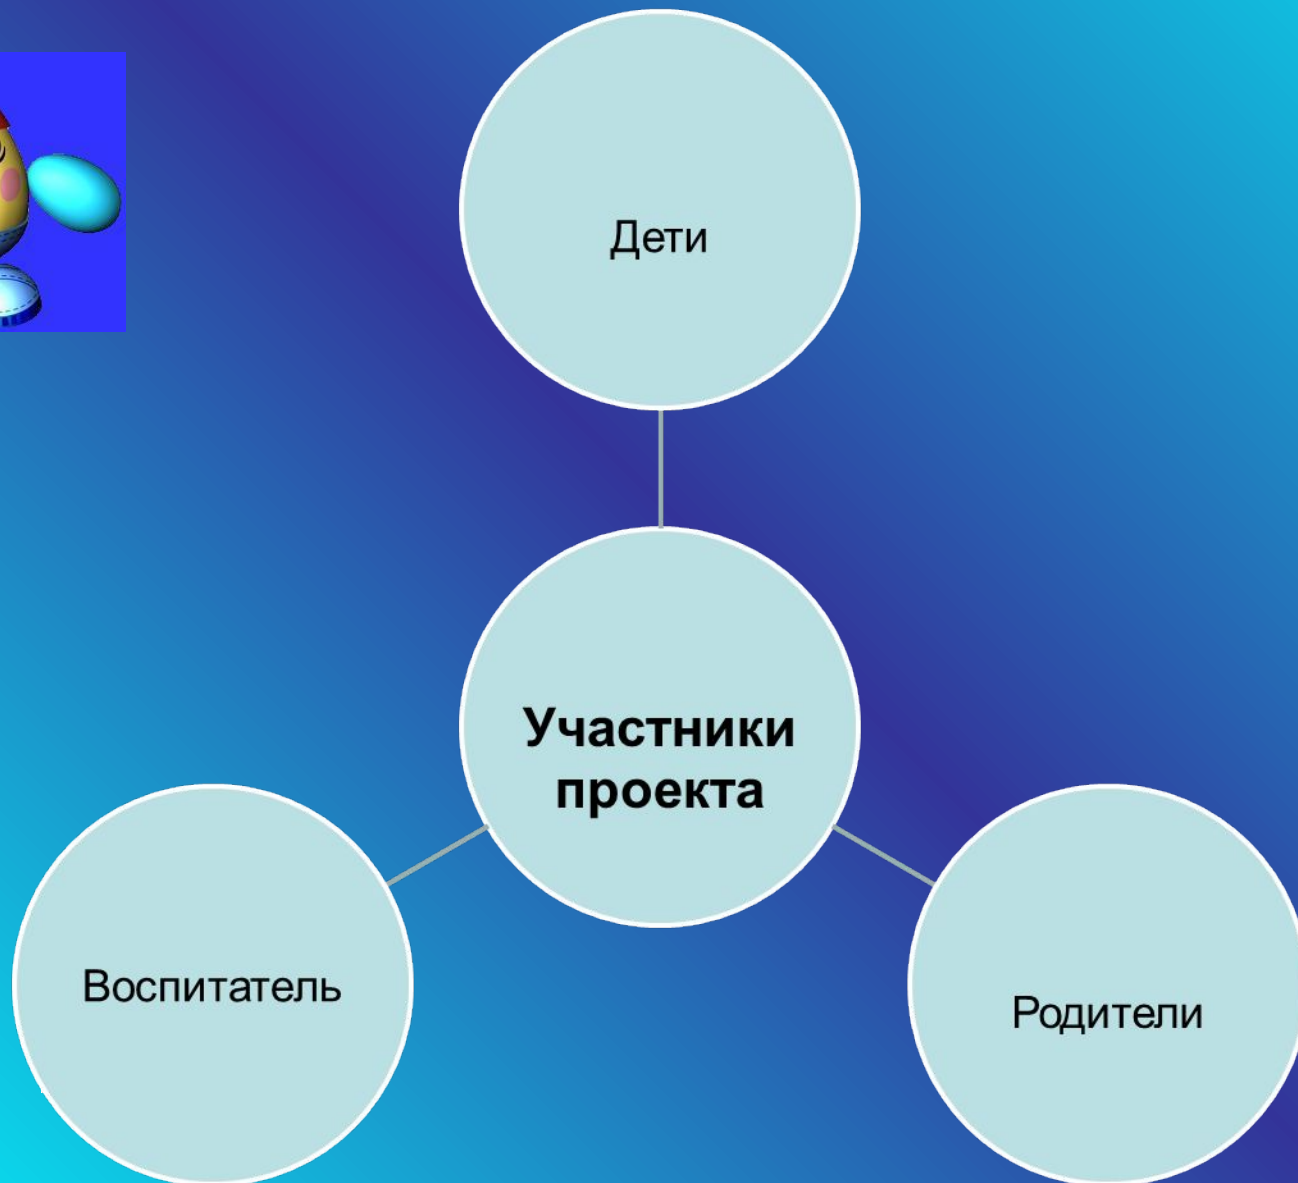 Дети
Участники
проекта
Воспитатель
Родители